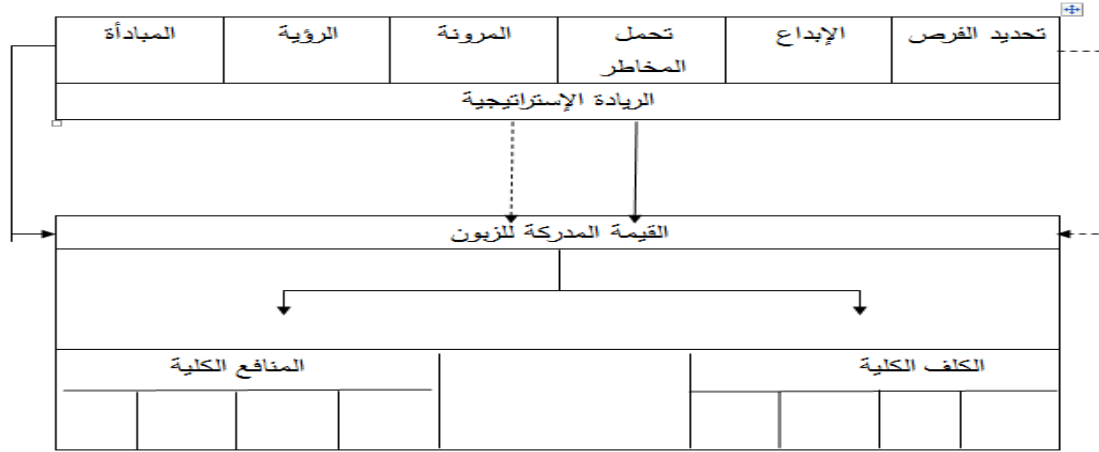 تحديد الفرص
الإبداع
تحمل
المخاطر
المرونة
الرؤية
المبادأة
الريادة الإستراتيجية
القيمة المدركة للزبون
الكلف الكلية
المنافع الكلية